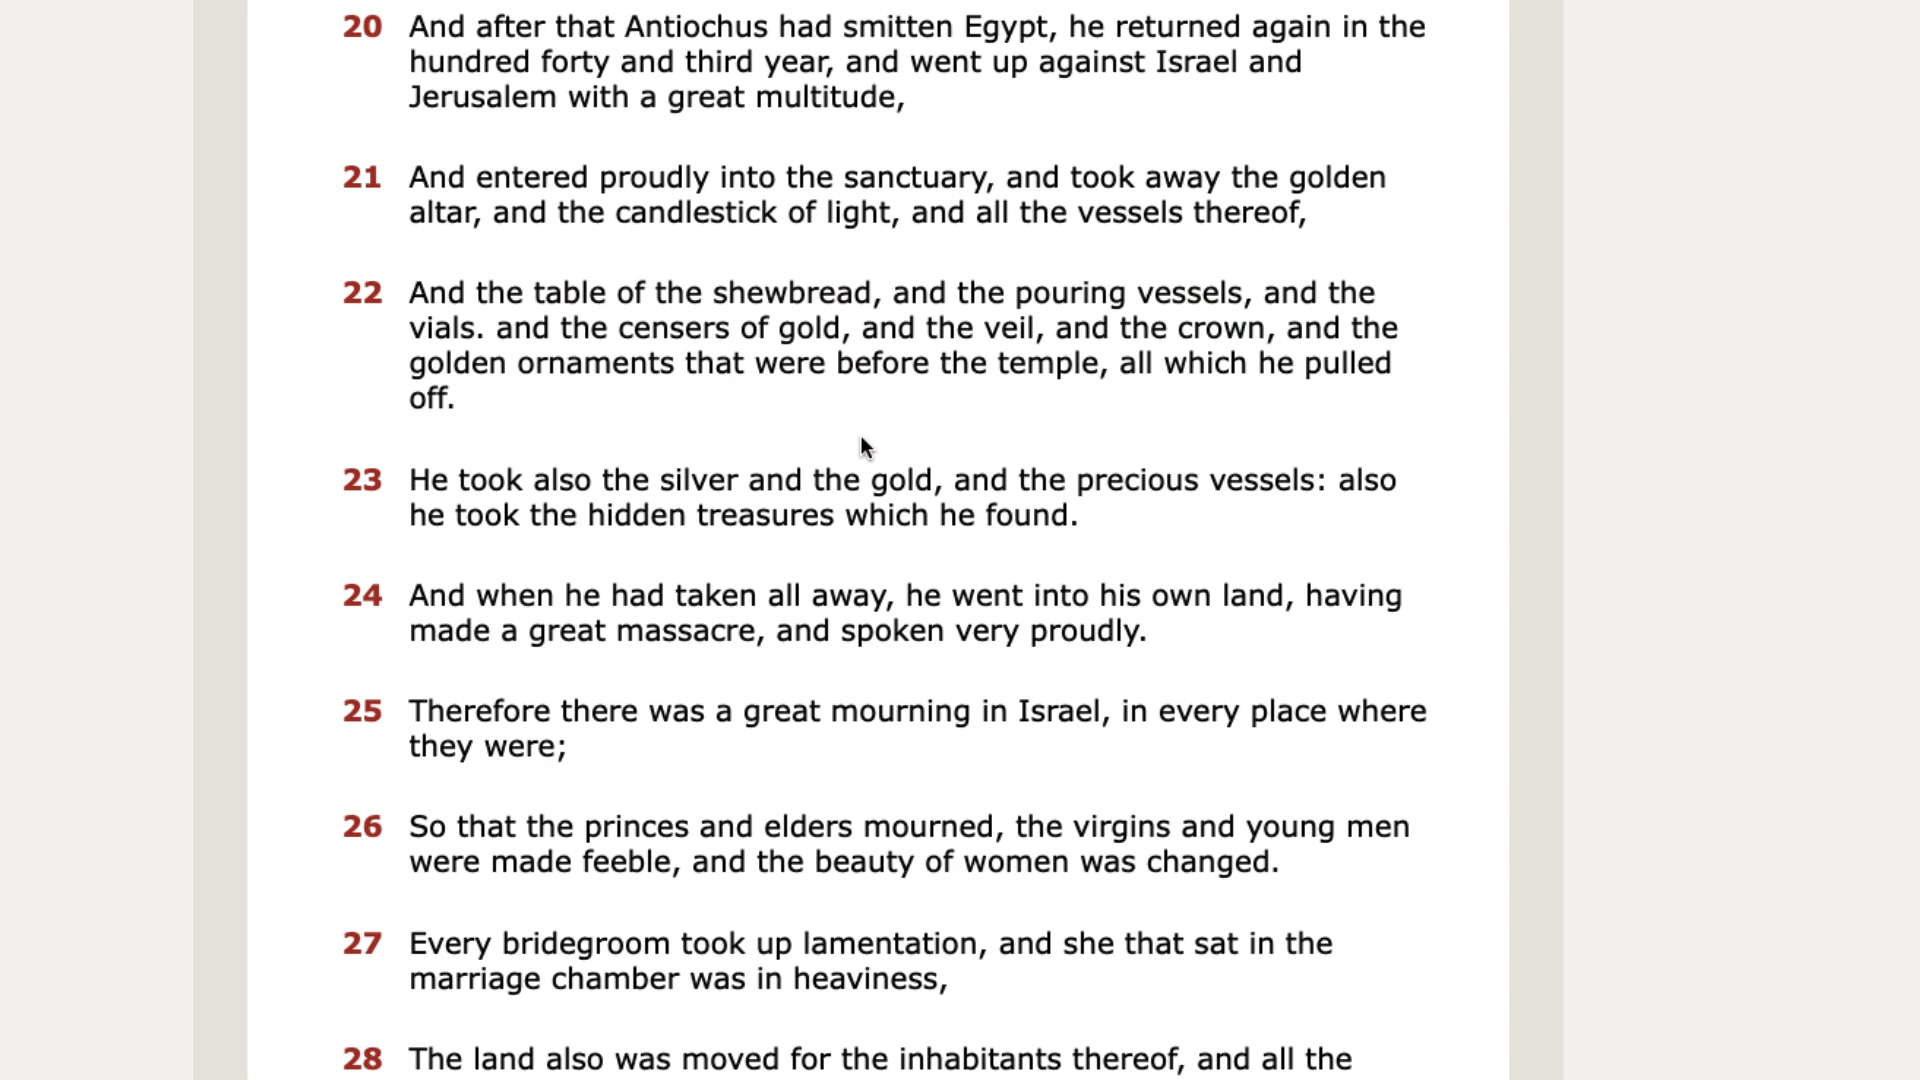 20 And after that Antiochus had smitten Egypt, he returned again in the
hundred forty and third year, and went up against Israel and
Jerusalem with a great multitude,
21 And entered proudly into the sanctuary, and took away the golden
altar, and the candlestick of light, and all the vessels thereof,
22 And the table of the shewbread, and the pouring vessels, and the
vials. and the censers of gold, and the veil, and the crown, and the
golden ornaments that were before the temple, all which he pulled
off.
23 He took also the silver and the gold, and the precious vessels: also
he took the hidden treasures which he found.
24 And when he had taken all away, he went into his own land, having
made a great massacre, and spoken very proudly.
25 Therefore there was a great mourning in Israel, in every place where
they were;
26 So that the princes and elders mourned, the virgins and young men
were made feeble, and the beauty of women was changed.
27 Every bridegroom took up lamentation, and she that sat in the
marriage chamber was in heaviness,
28 The land also was moved for the inhabitants thereof, and all the